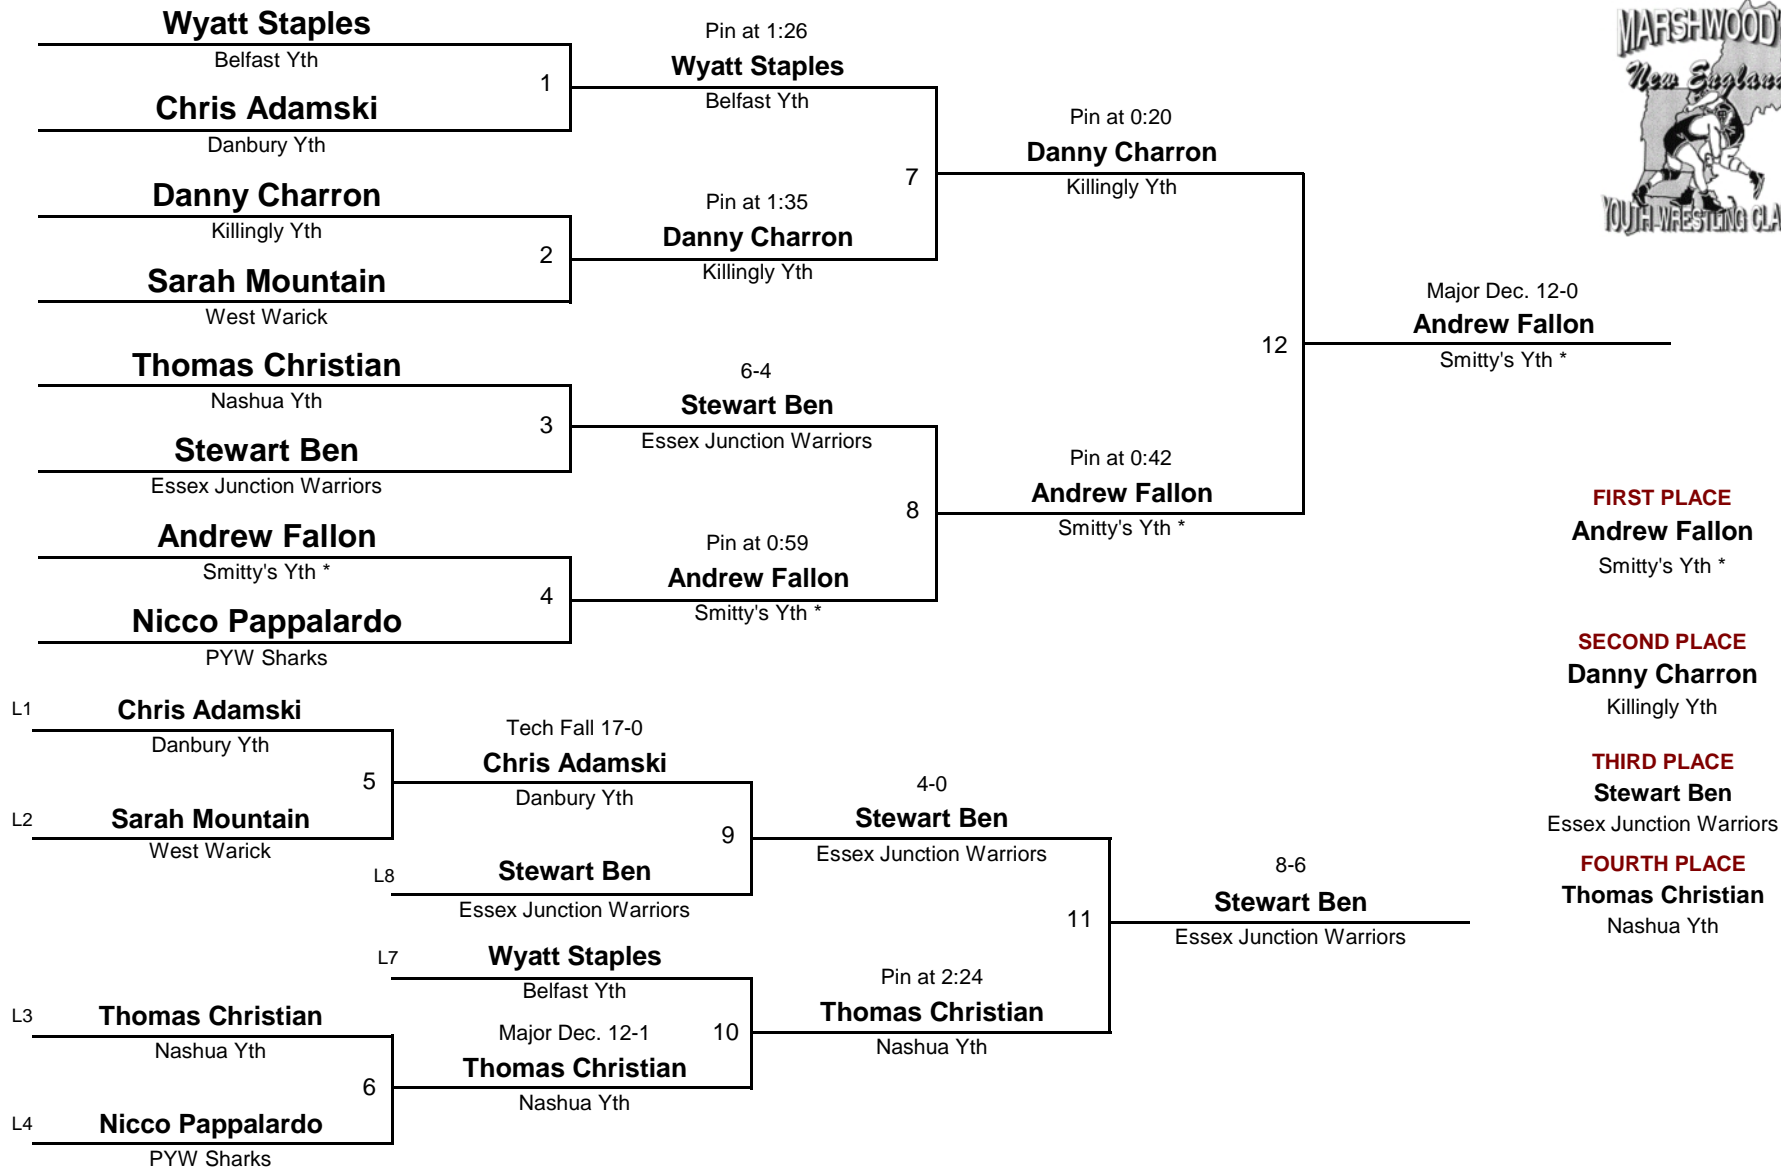 Wyatt Staples
Belfast Yth
1
Chris Adamski
Danbury Yth
Danny Charron
Killingly Yth
2
Sarah Mountain
West Warick
Thomas Christian
Nashua Yth
3
Stewart Ben
Essex Junction Warriors
Andrew Fallon
Smitty's Yth *
4
Nicco Pappalardo
PYW Sharks
Pin at 1:26
Wyatt Staples
Belfast Yth
7
Pin at 1:35
Danny Charron
Killingly Yth
6-4
Stewart Ben
Essex Junction Warriors
8
Pin at 0:59
Andrew Fallon
Smitty's Yth *
Pin at 0:20
Danny Charron
Killingly Yth
12
Pin at 0:42
Andrew Fallon
Smitty's Yth *
Major Dec. 12-0
Andrew Fallon
Smitty's Yth *
MARSHWOOD
New England
YOUTH WRESTLING CLA
FIRST PLACE
Andrew Fallon
Smitty's Yth *
SECOND PLACE
Danny Charron
Killingly Yth
THIRD PLACE
Stewart Ben
Essex Junction Warriors
FOURTH PLACE
Thomas Christian
Nashua Yth
L1
Chris Adamski
Danbury Yth
5
L2
Sarah Mountain
West Warick
Tech Fall 17-0
Chris Adamski
Danbury Yth
9
L8
Stewart Ben
Essex Junction Warriors
L7
Wyatt Staples
Belfast Yth
10
L3
Thomas Christian
Nashua Yth
6
L4
Nicco Pappalardo
PYW Sharks
Major Dec. 12-1
Thomas Christian
Nashua Yth
4-0
Stewart Ben
Essex Junction Warriors
11
Pin at 2:24
Thomas Christian
Nashua Yth
8-6
Stewart Ben
Essex Junction Warriors